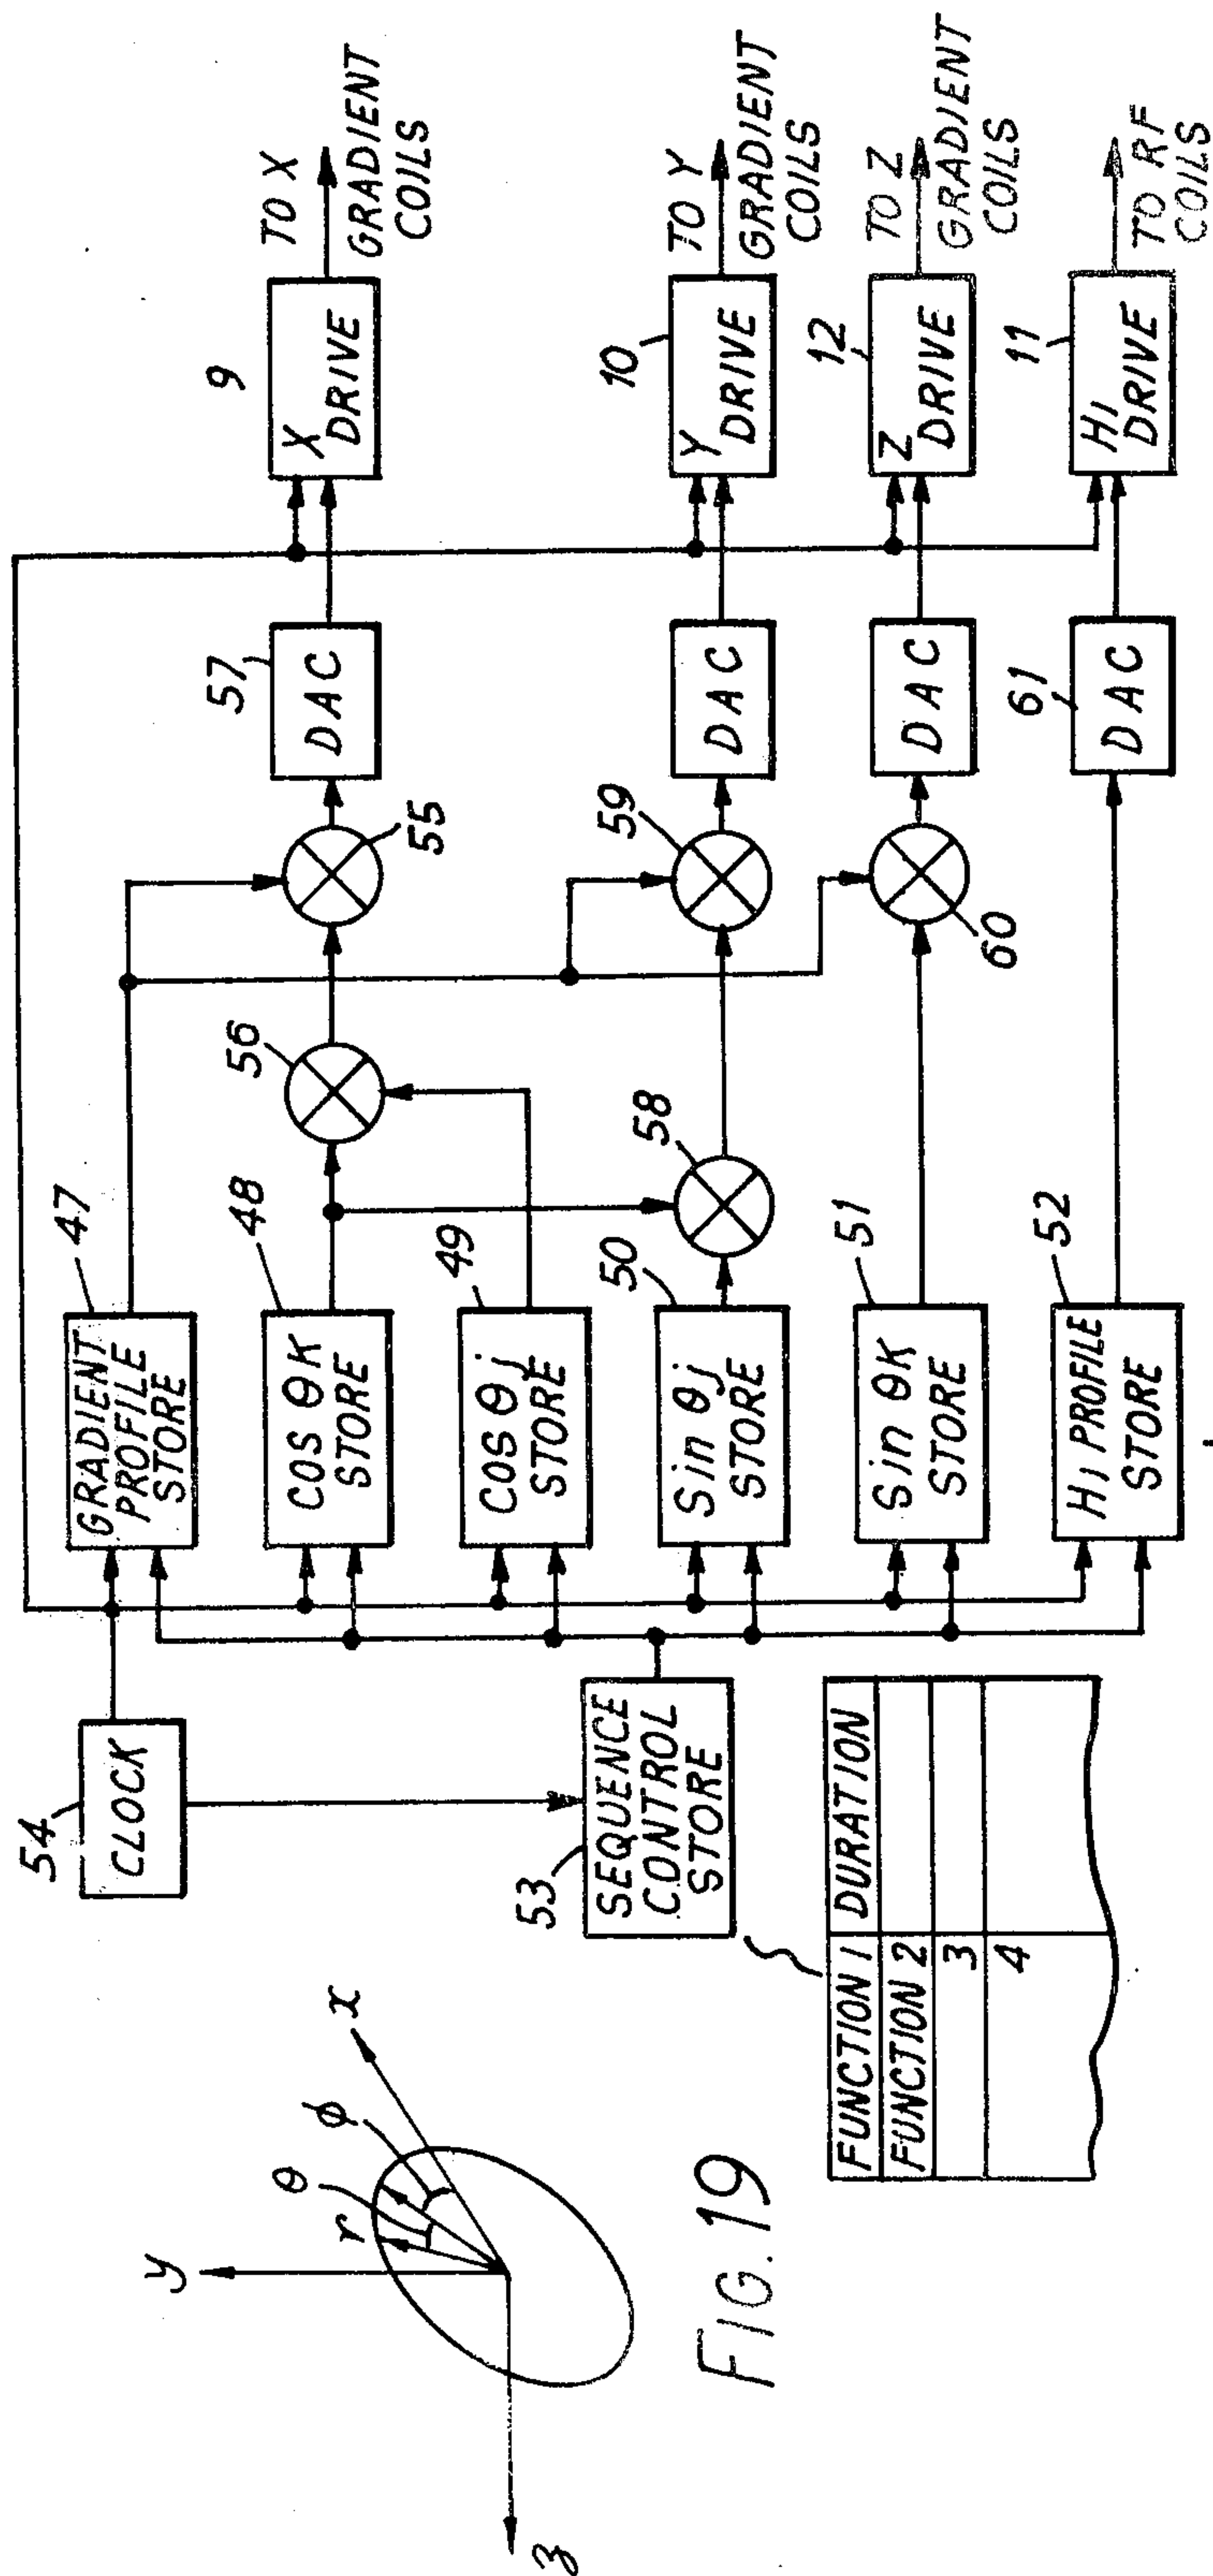 54
CLOCK
53
SEQUENCE
CONTROL
STORE
47
GRADIENT
PROFILE
STORE
48
COS θK
STORE
49
COS θj
STORE
50
Sin θj
STORE
51
Sin θK
STORE
52
H1 PROFILE
STORE
56
58
55
59
60
57
DAC
DAC
DAC
61
DAC
9
X
DRIVE
10
Y
DRIVE
12
Z
DRIVE
11
H1
DRIVE
TO X
GRADIENT
COILS
TO Y
GRADIENT
COILS
TO Z
GRADIENT
COILS
TO RF
COILS
y
r
θ
ϕ
x
z
FUNCTION 1 DURATION
FUNCTION 2
3
4
FIG. 19